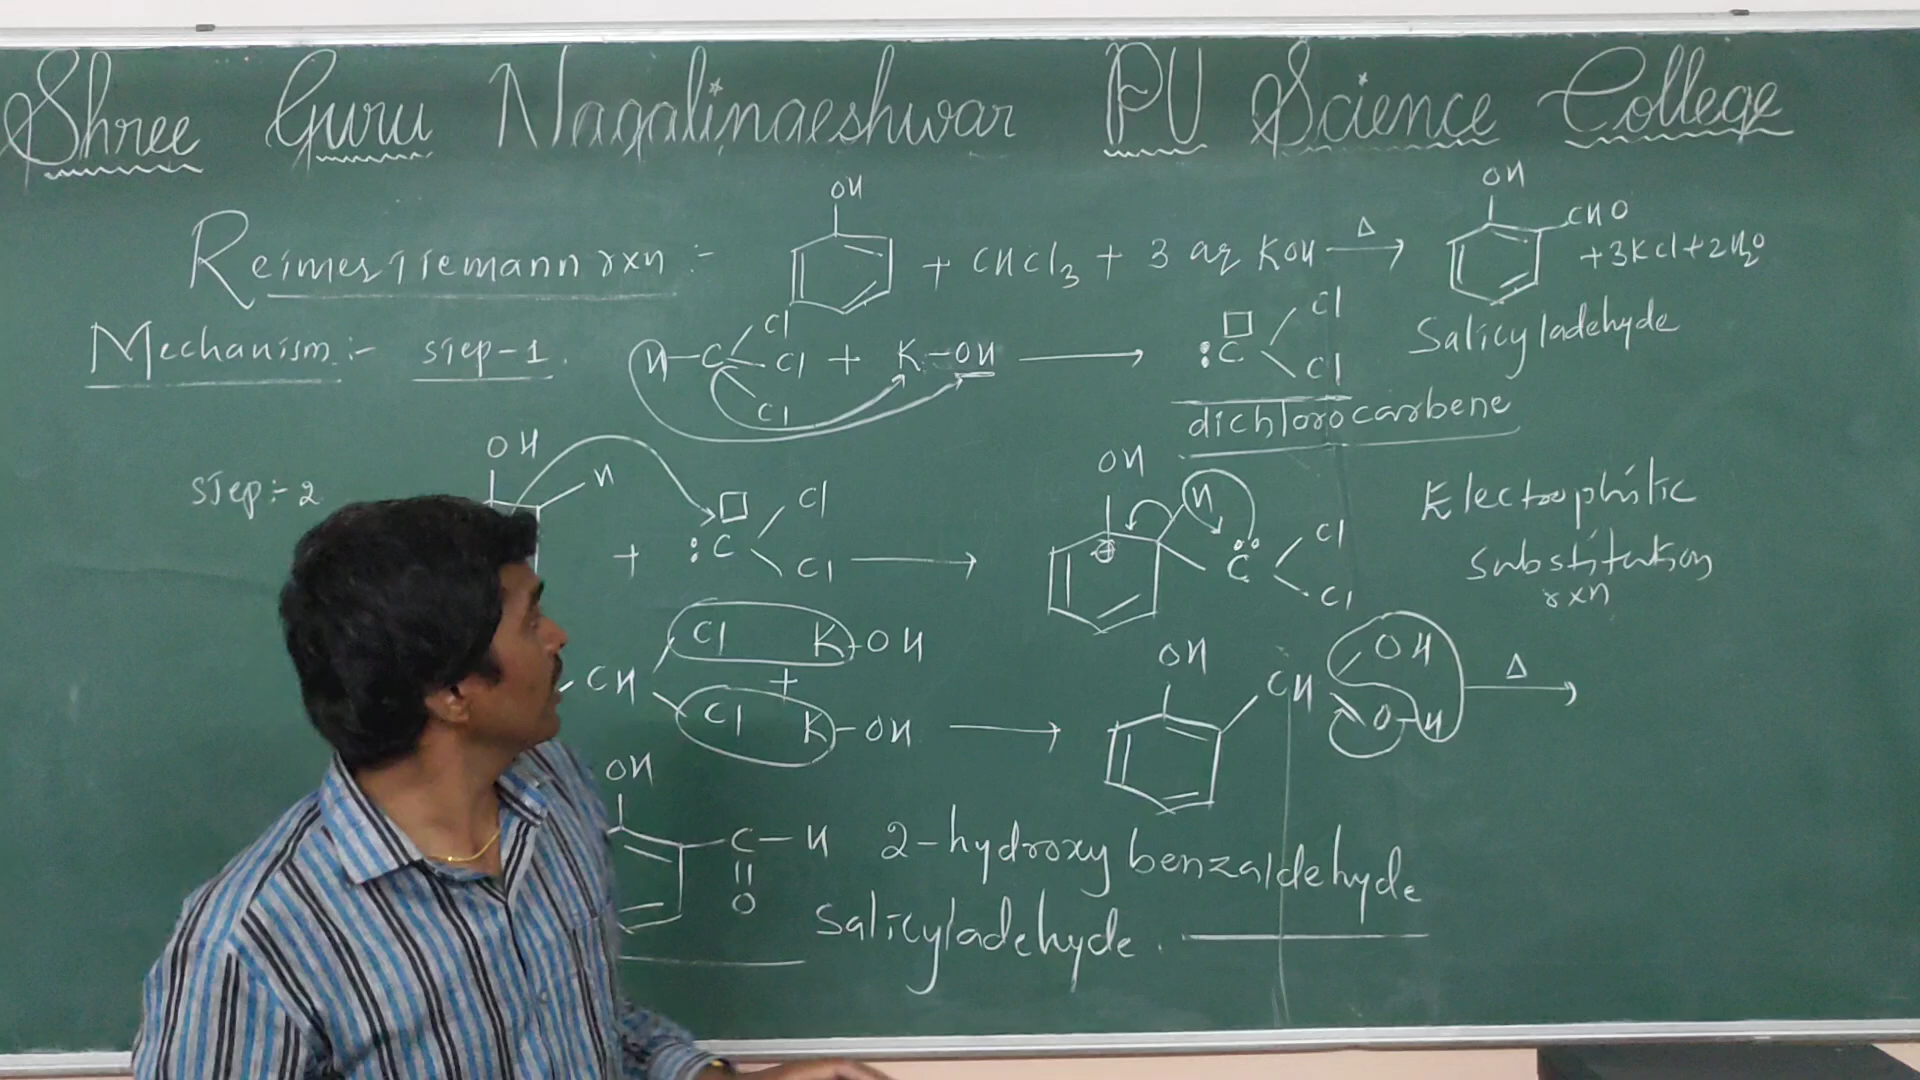 Shree Guru Nagalinaeshwar PU Science College
Reimer Tiemann rxn :- OH + CHCl3 + 3 aq KOH Δ → OH CHO + 3KCl + 2H2O
Salicyladehyde
Mechanism :- Step-1. H-C Cl Cl Cl + K-OH → :C Cl Cl
dichlorocarbene
Step:- 2 OH H + :C Cl Cl → OH H ⊕ C̈ Cl Cl
Electrophilic
Substitution
rxn
CH Cl K-OH + Cl K-OH → OH CH OH O-H Δ →
OH C-H O 2-hydroxy benzaldehyde
Salicyladehyde.